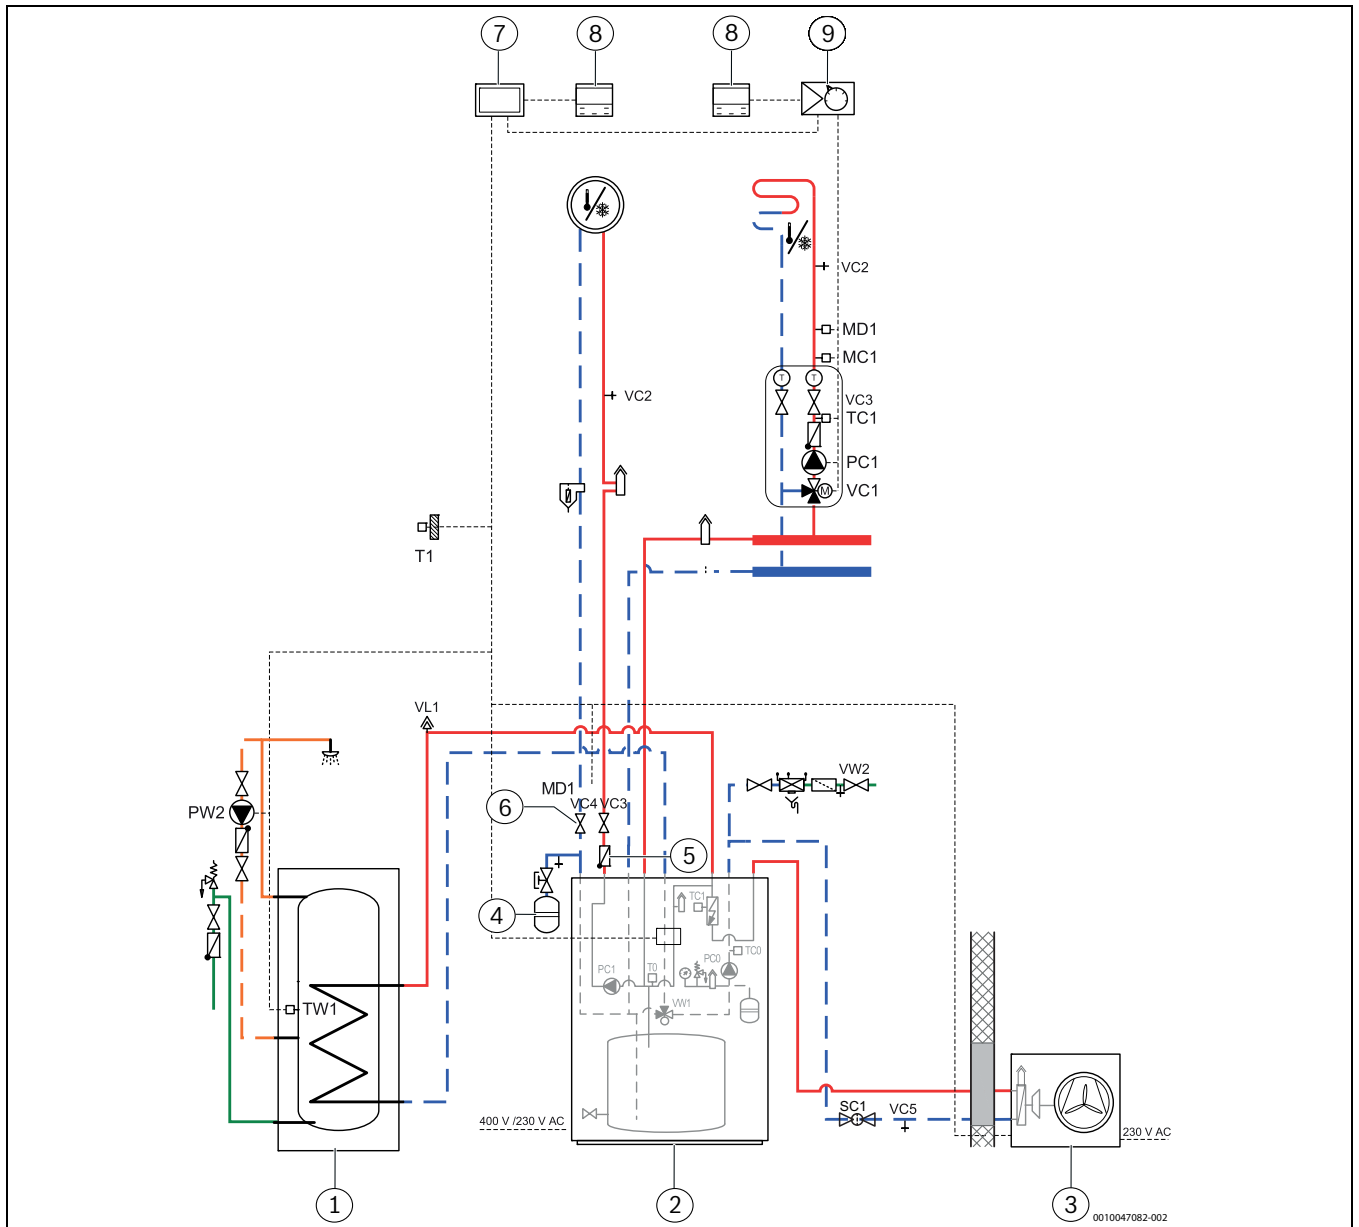 7
8
8
9
VC2
MD1
MC1
T
T
VC3
TC1
PC1
M
VC1
VC2
T1
VL1
PW2
MD1
VC4
VC3
6
5
4
VW2
TC1
TC0
PC0
PC1
T0
VW1
TW1
SC1
VC5
400 V /230 V AC
230 V AC
1
2
3
0010047082-002